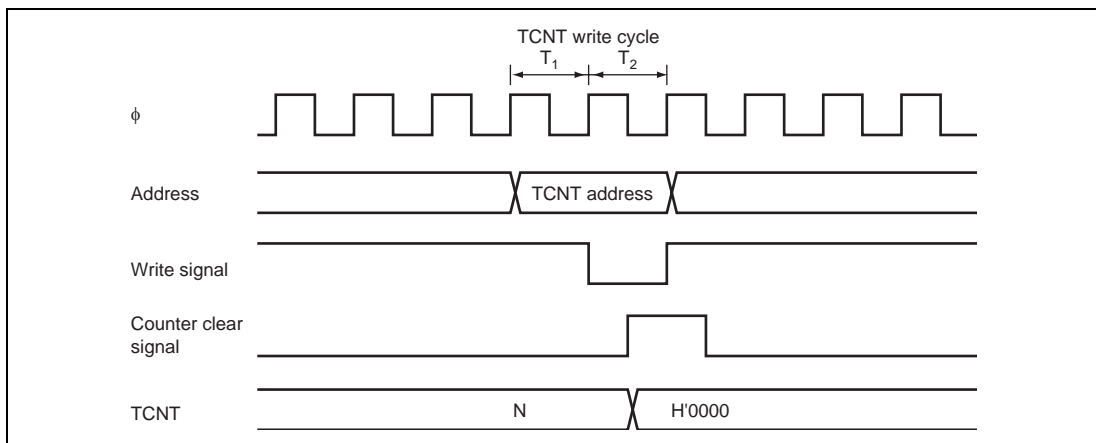 TCNT write cycle
T1 T2
ϕ
Address
TCNT address
Write signal
Counter clear
signal
TCNT
N
H'0000